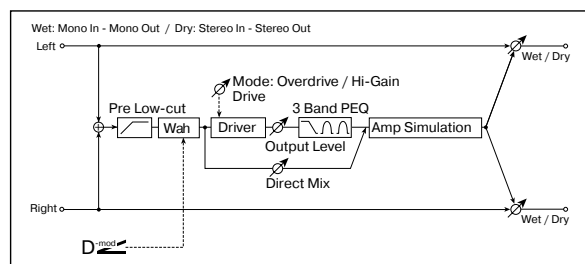 Wet: Mono In - Mono Out / Dry: Stereo In - Stereo Out
Left
Wet / Dry
Mode: Overdrive / Hi-Gain
Drive
Pre Low-cut
3 Band PEQ
Wah
Driver
Amp Simulation
Output Level
Direct Mix
Right
Wet / Dry
D-mod